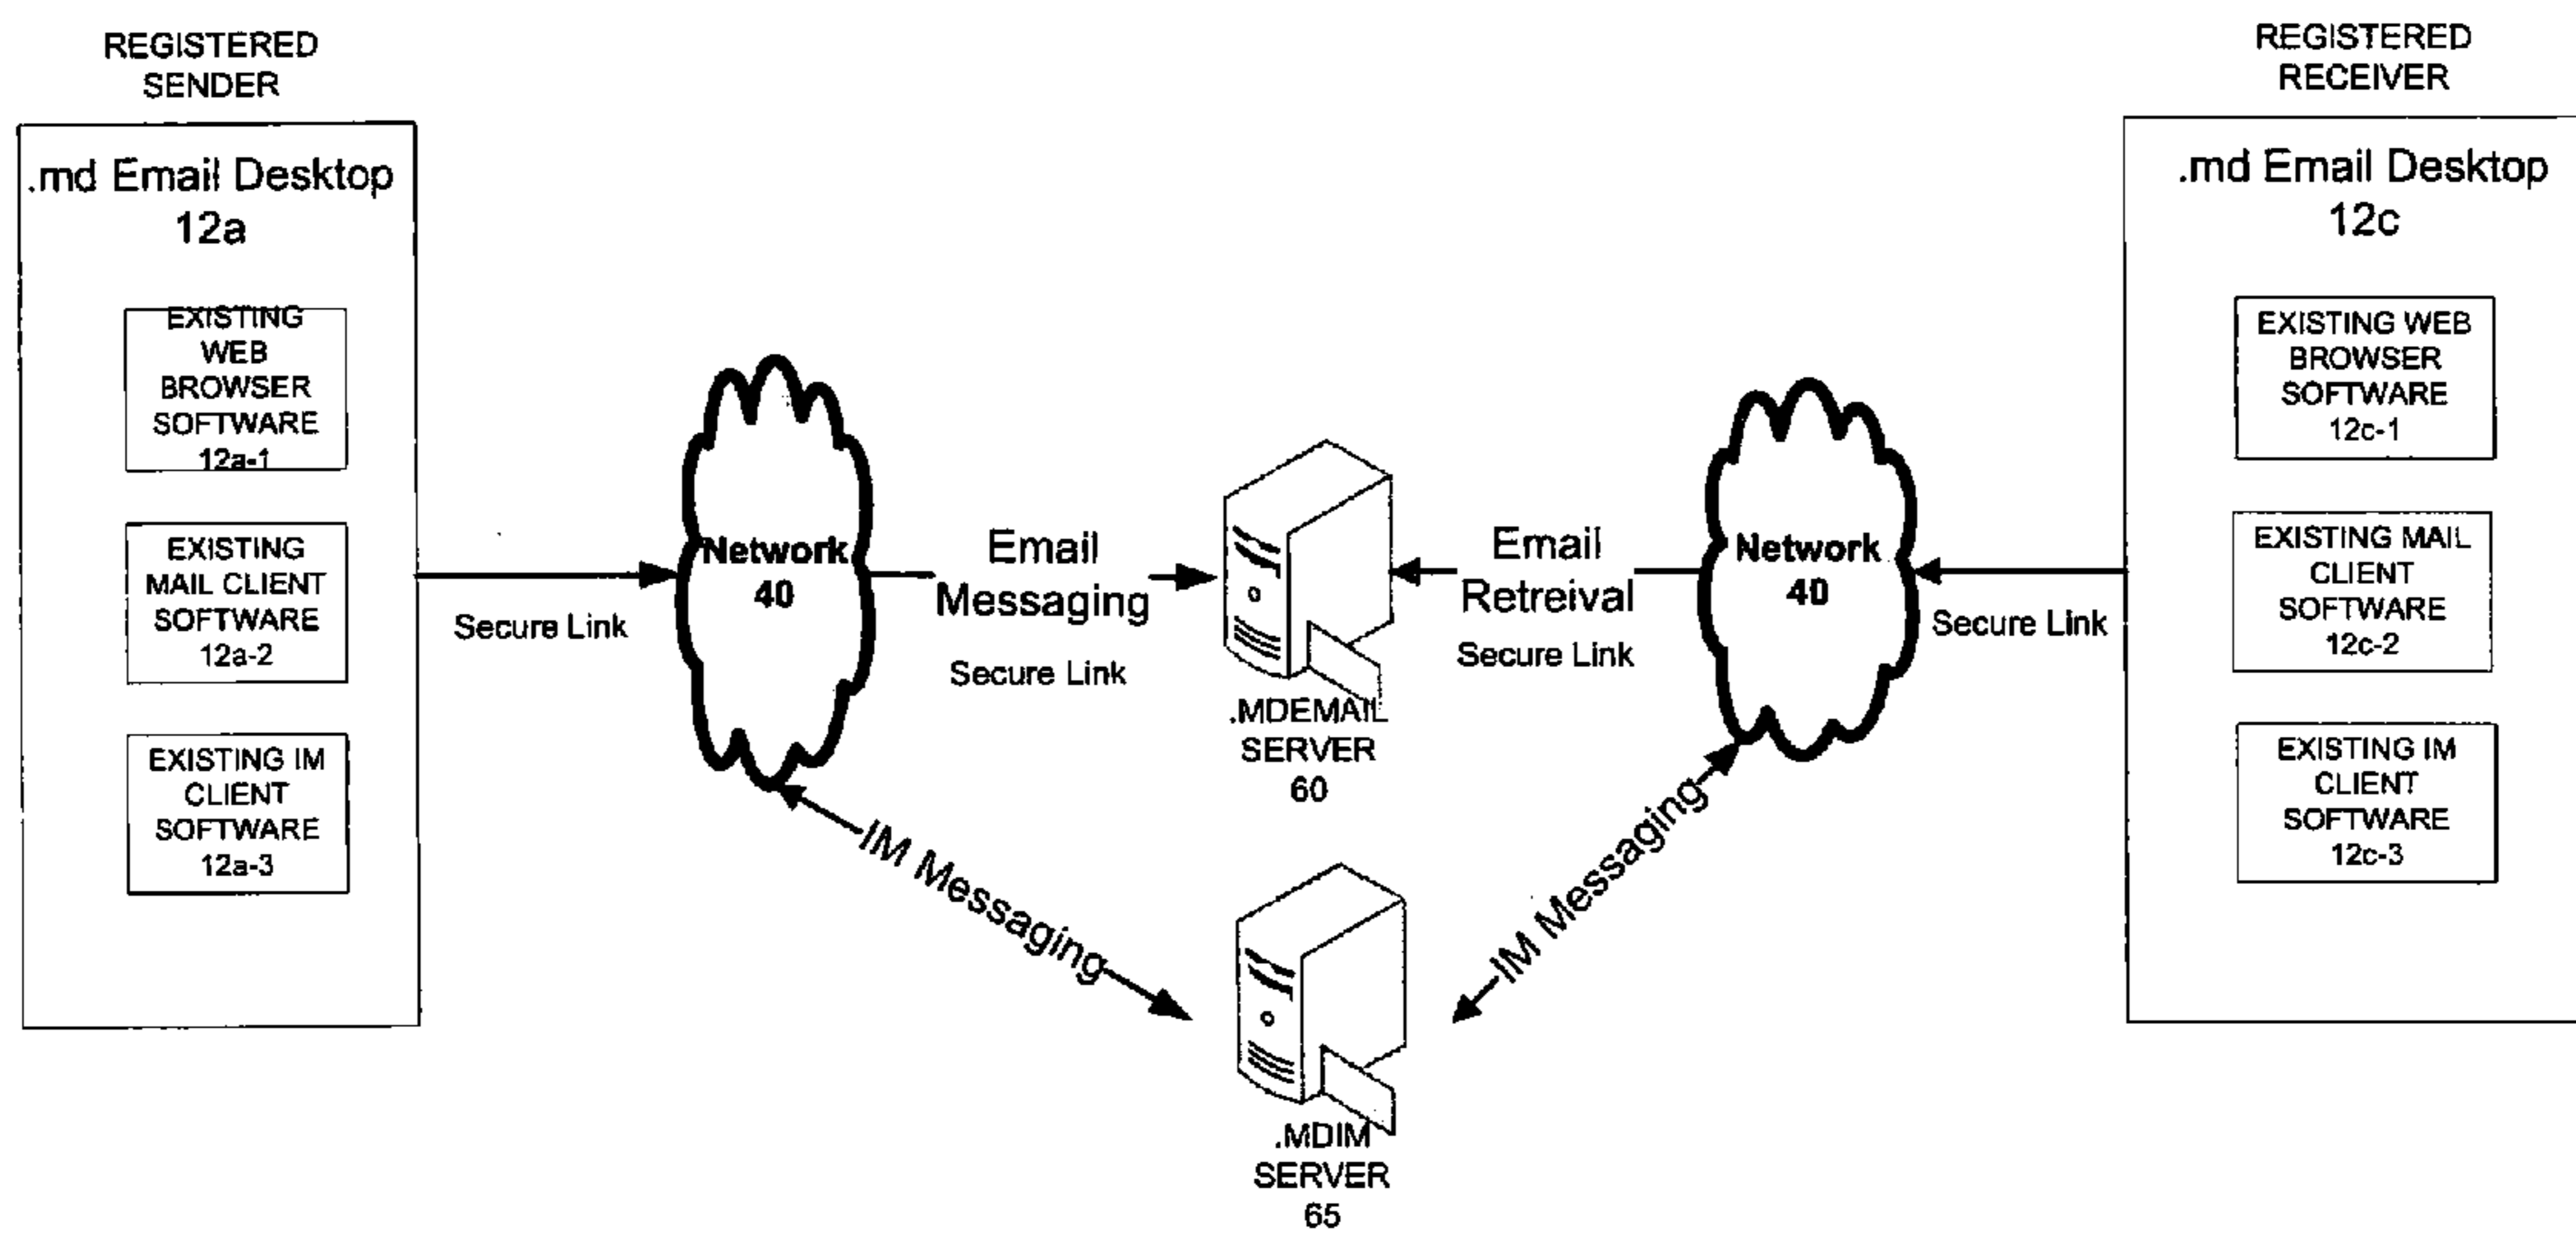 REGISTERED
SENDER
.md Email Desktop
12a
EXISTING
WEB
BROWSER
SOFTWARE
12a-1
EXISTING
MAIL CLIENT
SOFTWARE
12a-2
EXISTING IM
CLIENT
SOFTWARE
12a-3
Secure Link
Network
40
Email
Messaging
Secure Link
IM Messaging
.MDEMAIL
SERVER
60
.MDIM
SERVER
65
Email
Retreival
Secure Link
IM Messaging
Network
40
Secure Link
REGISTERED
RECEIVER
.md Email Desktop
12c
EXISTING WEB
BROWSER
SOFTWARE
12c-1
EXISTING MAIL
CLIENT
SOFTWARE
12c-2
EXISTING IM
CLIENT
SOFTWARE
12c-3